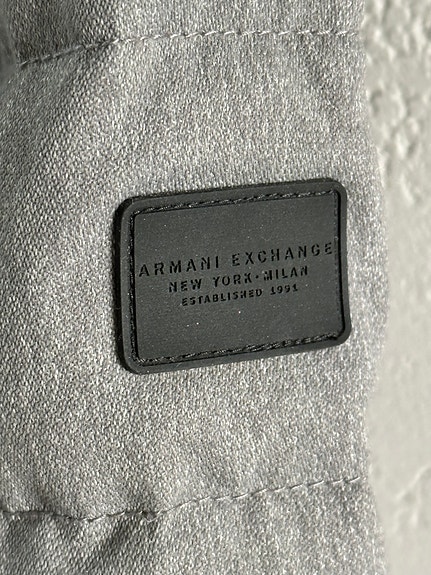 ARMANI EXCHANGE
NEW YORK·MILAN
ESTABLISHED 1991